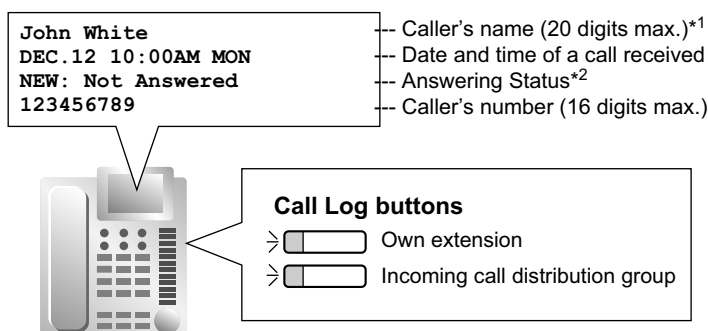 John White --- Caller's name (20 digits max.)*1
DEC.12 10:00AM MON --- Date and time of a call received
NEW: Not Answered --- Answering Status*2
123456789 --- Caller's number (16 digits max.)
Call Log buttons
Own extension
Incoming call distribution group